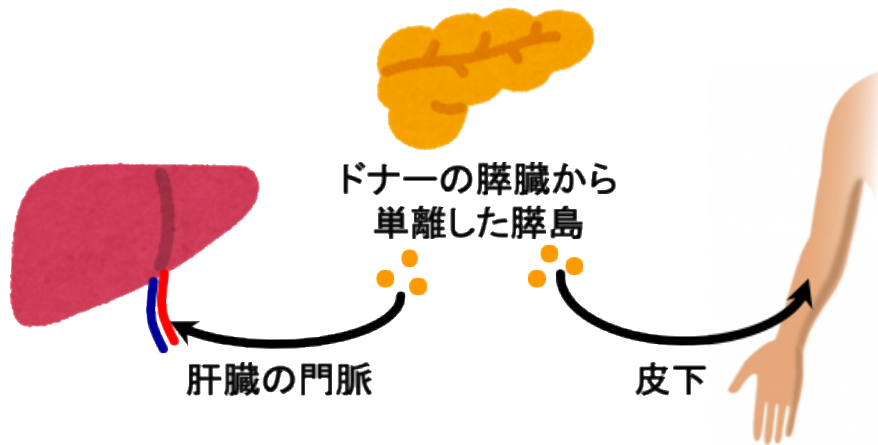 ドナーの膵臓から
単離した膵島
肝臓の門脈
皮下